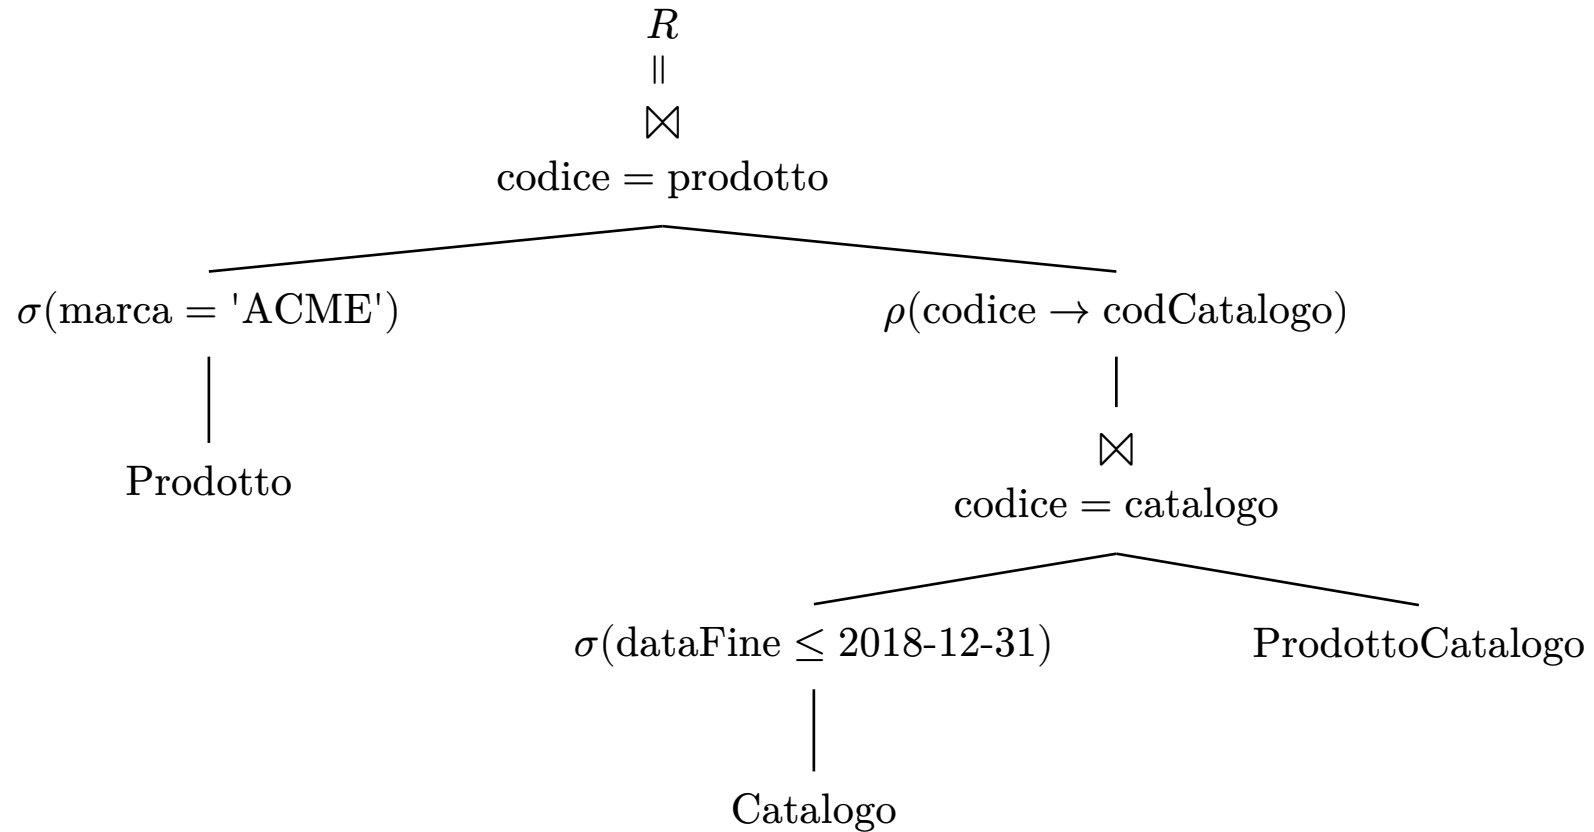 R
=
⋈
codice = prodotto
σ(marca = 'ACME')
ρ(codice → codCatalogo)
Prodotto
⋈
codice = catalogo
σ(dataFine ≤ 2018-12-31)
ProdottoCatalogo
Catalogo